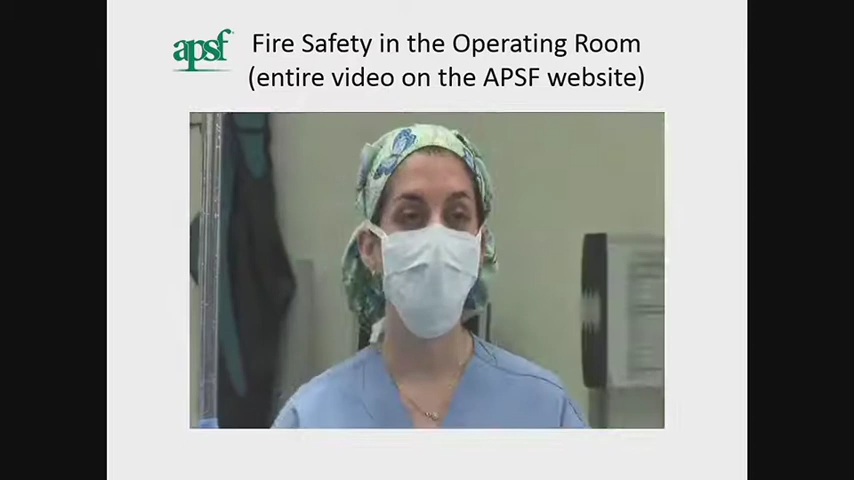 apsf
Fire Safety in the Operating Room
(entire video on the APSF website)